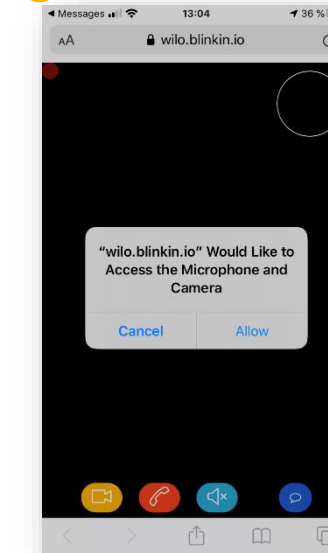 Messages 13:04 36 %
AA wilo.blinkin.io
“wilo.blinkin.io” Would Like to
Access the Microphone and
Camera
Cancel Allow